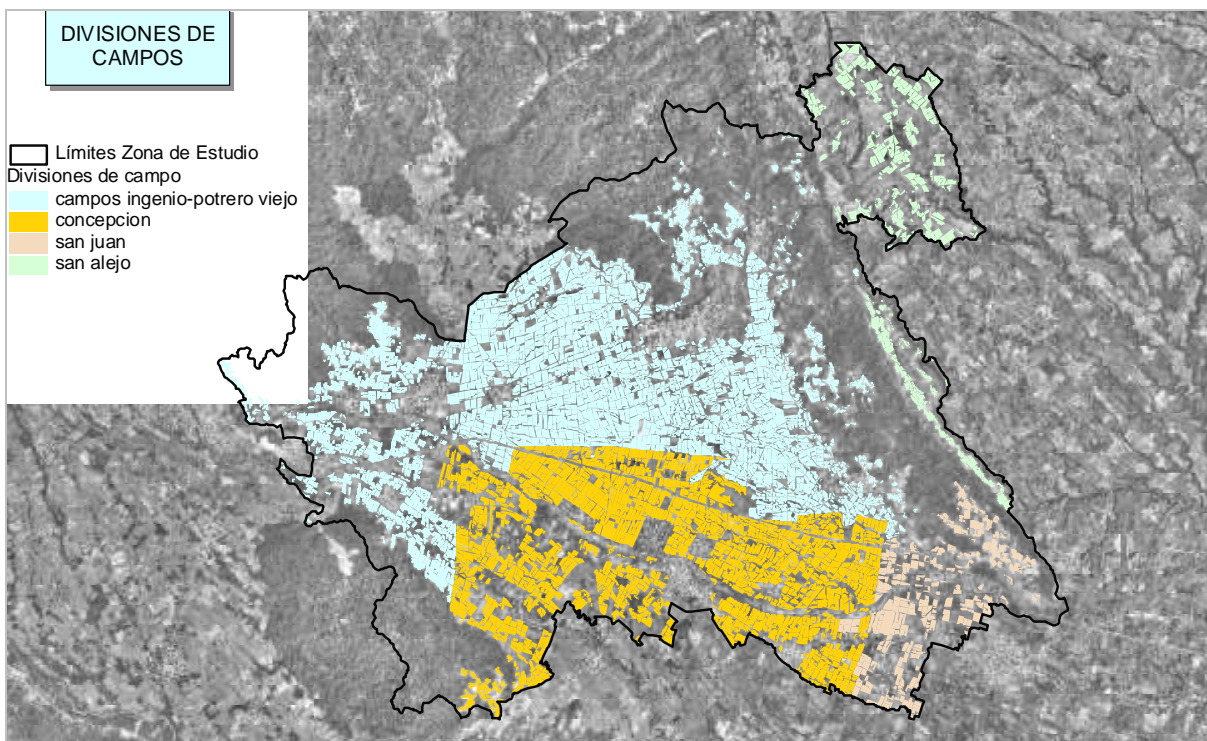 DIVISIONES DE
CAMPOS
Límites Zona de Estudio
Divisiones de campo
campos ingenio-potrero viejo
concepcion
san juan
san alejo